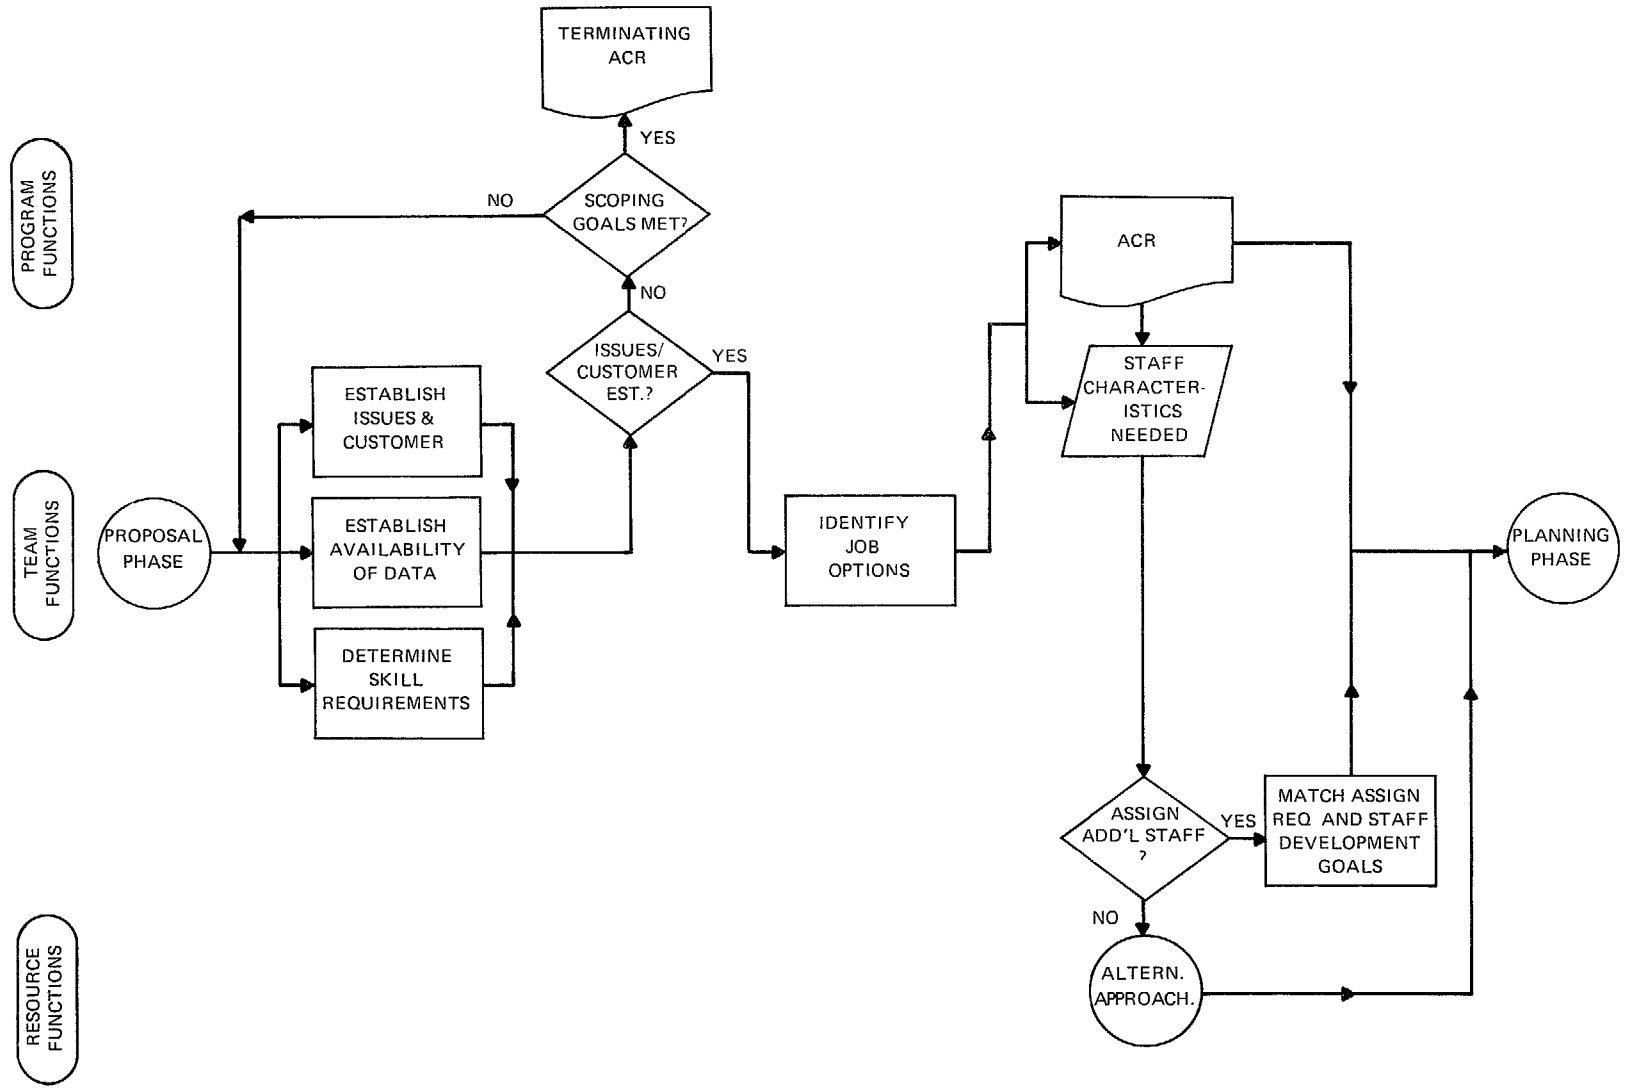 TERMINATING
ACR
YES
PROGRAM
FUNCTIONS
NO
SCOPING
GOALS MET?
NO
ACR
ISSUES/
CUSTOMER
EST.?
YES
STAFF
CHARACTER-
ISTICS
NEEDED
ESTABLISH
ISSUES &
CUSTOMER
TEAM
FUNCTIONS
PROPOSAL
PHASE
ESTABLISH
AVAILABILITY
OF DATA
IDENTIFY
JOB
OPTIONS
PLANNING
PHASE
DETERMINE
SKILL
REQUIREMENTS
ASSIGN
ADD'L STAFF
?
YES
MATCH ASSIGN
REQ AND STAFF
DEVELOPMENT
GOALS
NO
RESOURCE
FUNCTIONS
ALTERN.
APPROACH.